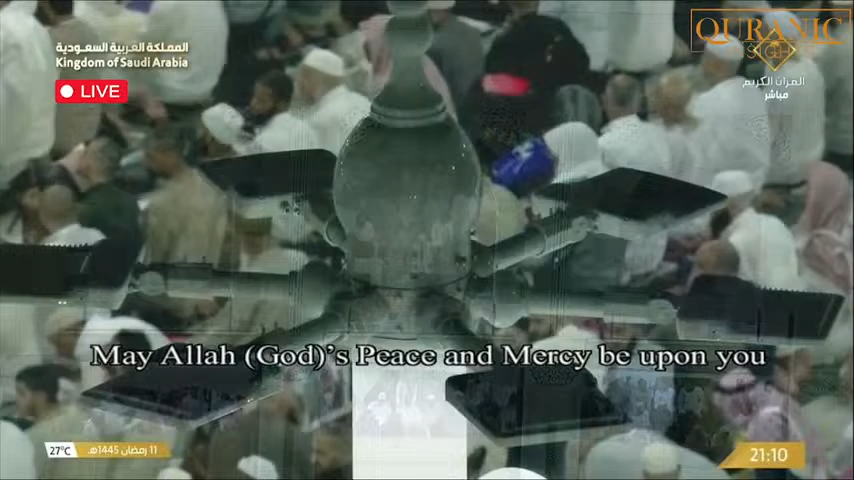 المملكة العربية السعودية
Kingdom of Saudi Arabia
LIVE
QURANIC
القرآن الكريم
مباشر
May Allah (God)'s Peace and Mercy be upon you
27°C
11 رمضان 1445هـ
21:10